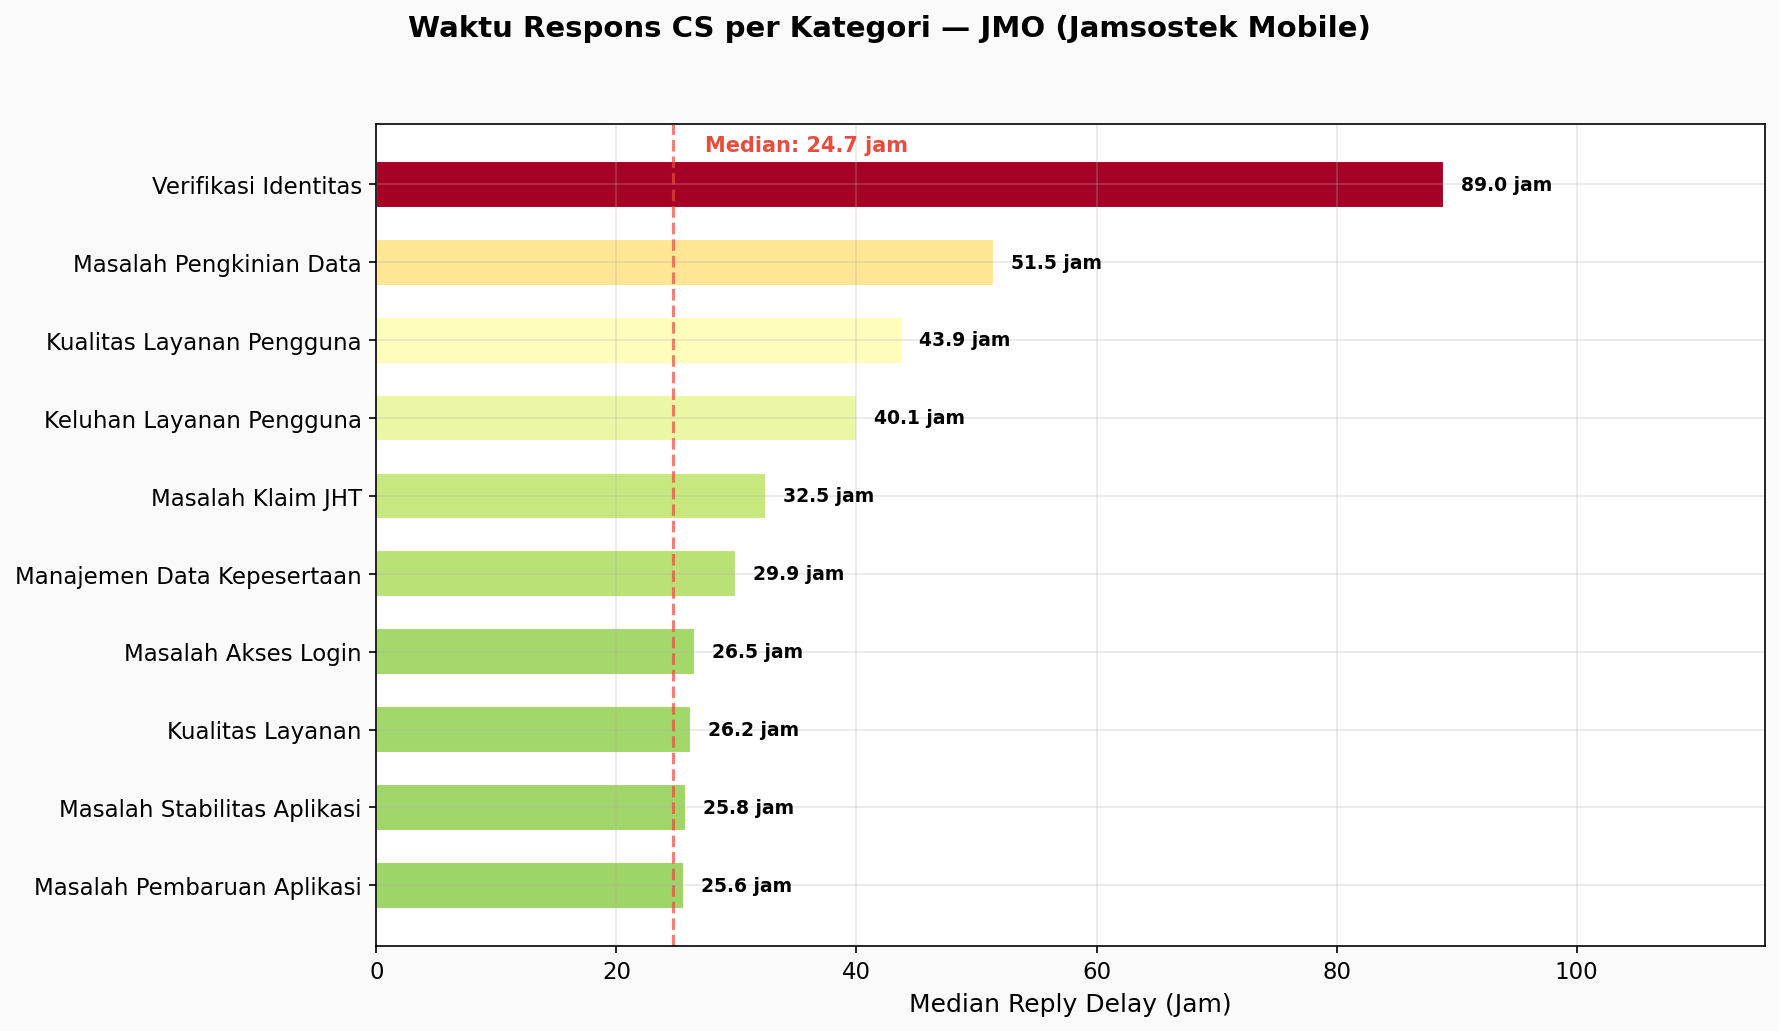 Waktu Respons CS per Kategori — JMO (Jamsostek Mobile)
Median: 24.7 jam
Verifikasi Identitas 89.0 jam
Masalah Pengkinian Data 51.5 jam
Kualitas Layanan Pengguna 43.9 jam
Keluhan Layanan Pengguna 40.1 jam
Masalah Klaim JHT 32.5 jam
Manajemen Data Kepesertaan 29.9 jam
Masalah Akses Login 26.5 jam
Kualitas Layanan 26.2 jam
Masalah Stabilitas Aplikasi 25.8 jam
Masalah Pembaruan Aplikasi 25.6 jam
0 20 40 60 80 100
Median Reply Delay (Jam)